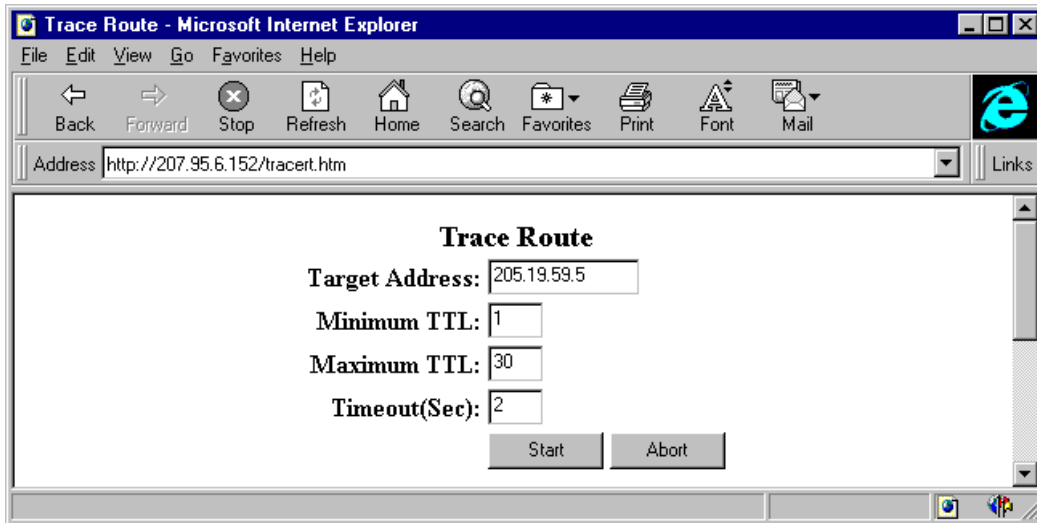 Trace Route - Microsoft Internet Explorer
File Edit View Go Favorites Help
Back Forward Stop Refresh Home Search Favorites Print Font Mail
Address http://207.95.6.152/tracert.htm Links
Trace Route
Target Address: 205.19.59.5
Minimum TTL: 1
Maximum TTL: 30
Timeout(Sec): 2
Start Abort